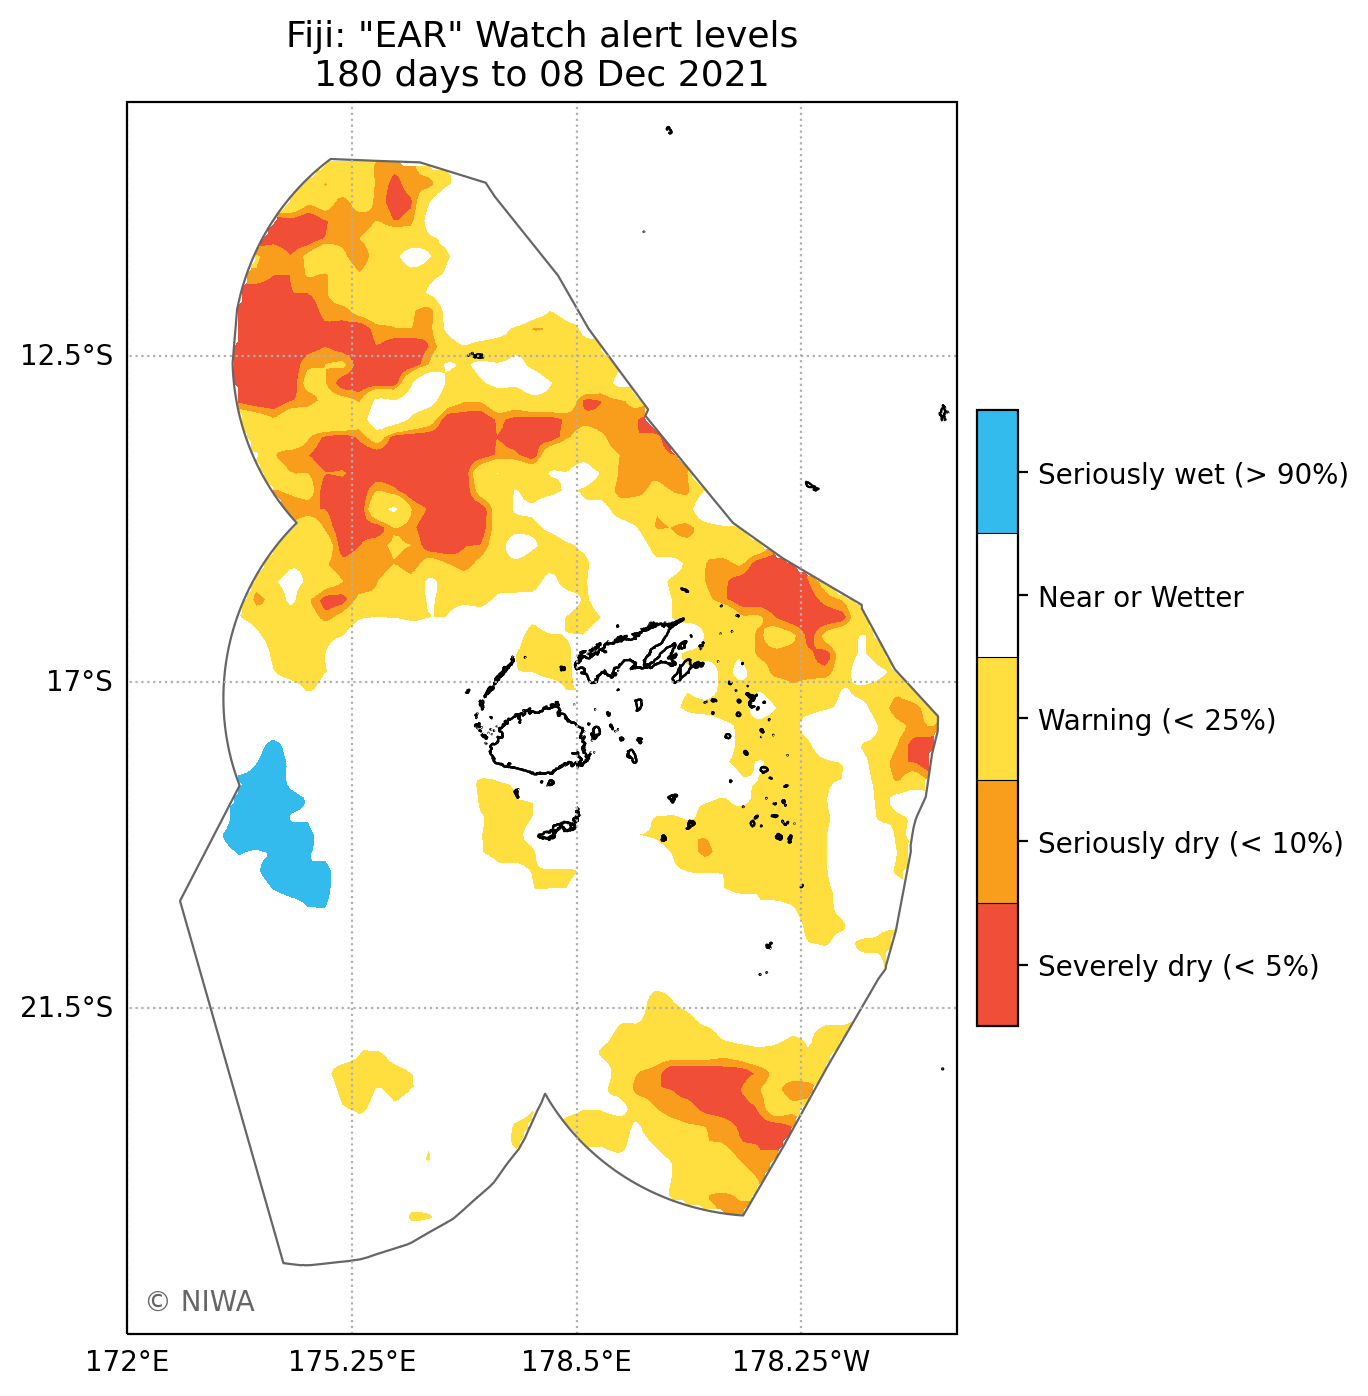 Fiji: "EAR" Watch alert levels
180 days to 08 Dec 2021
12.5°S
17°S
21.5°S
172°E
175.25°E
178.5°E
178.25°W
Seriously wet (> 90%)
Near or Wetter
Warning (< 25%)
Seriously dry (< 10%)
Severely dry (< 5%)
© NIWA